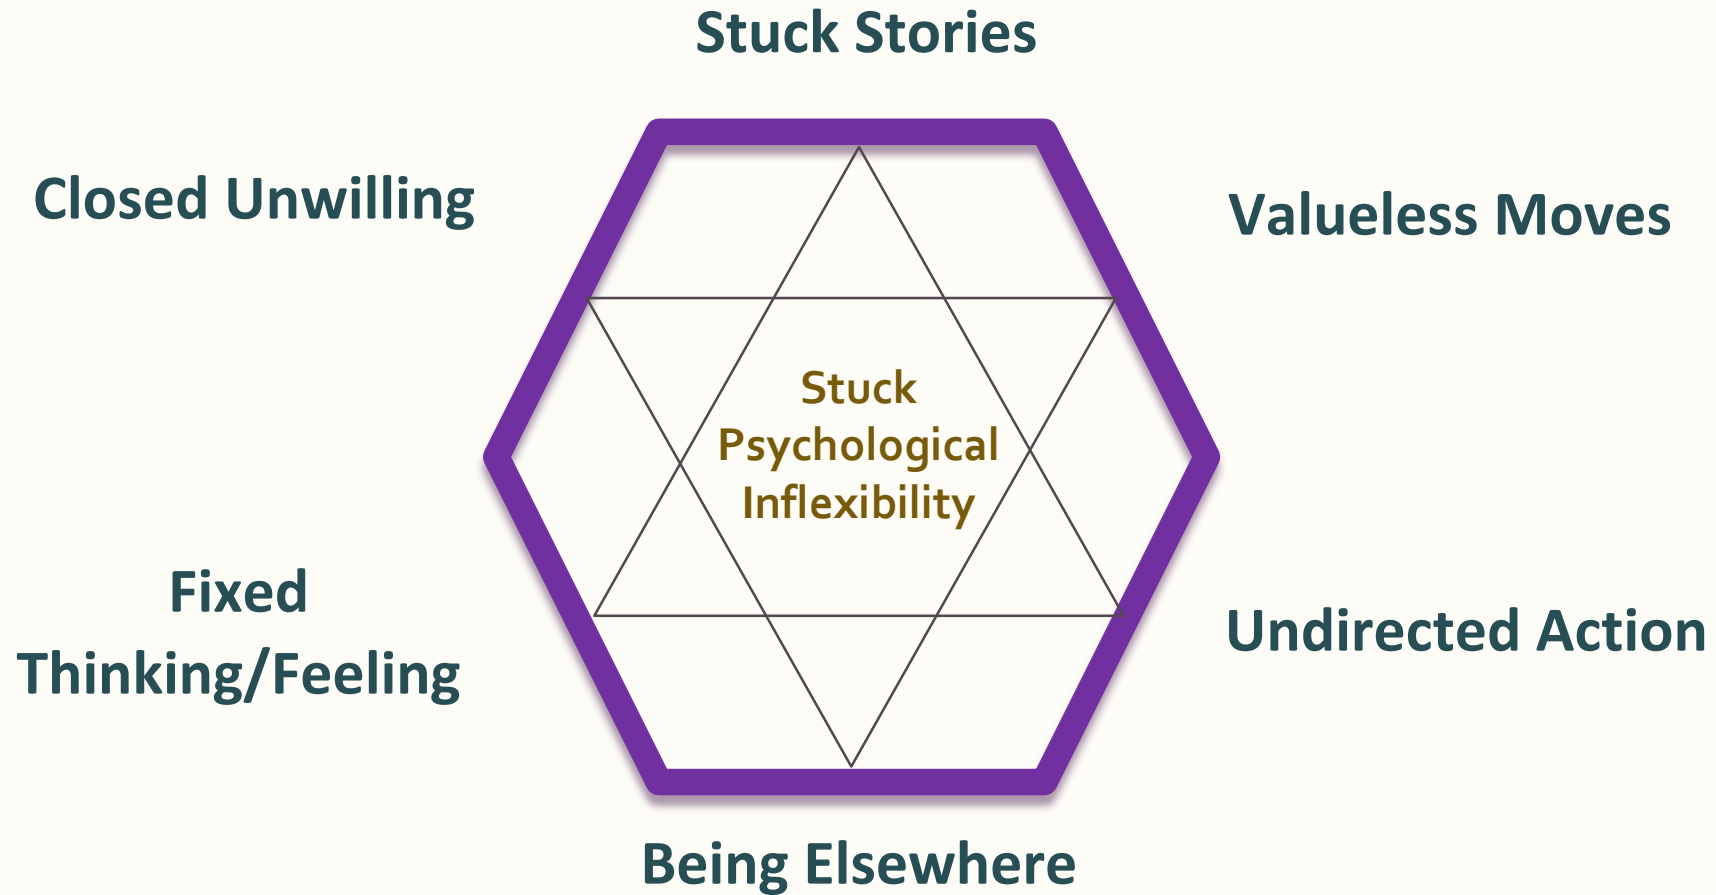 Stuck Stories
Closed Unwilling
Valueless Moves
Stuck
Psychological
Inflexibility
Fixed
Thinking/Feeling
Undirected Action
Being Elsewhere